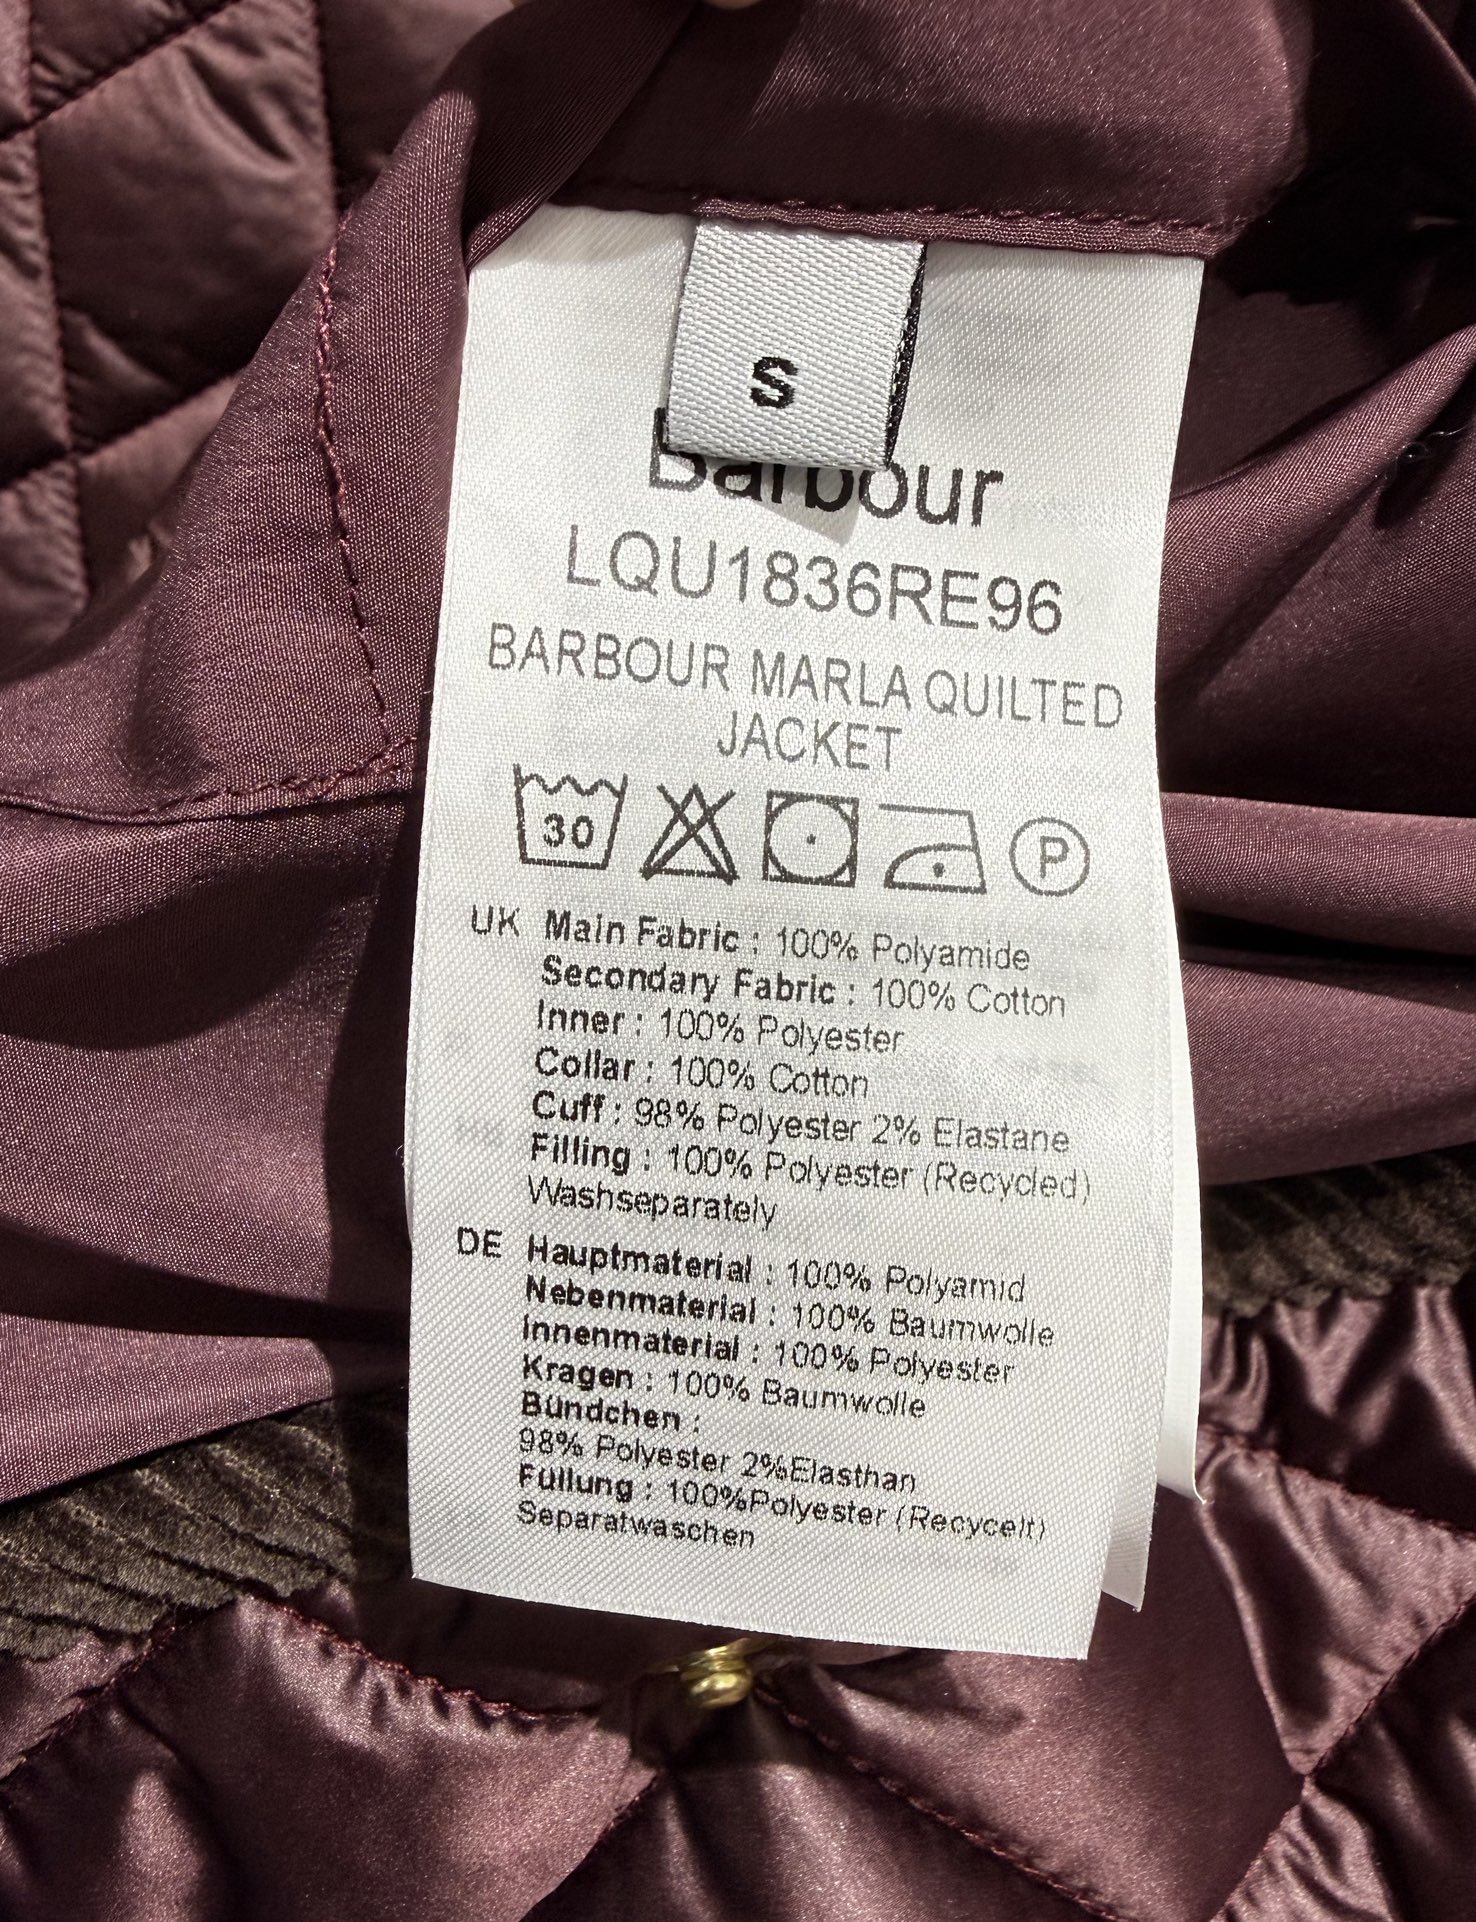 S
Barbour
LQU1836RE96
BARBOUR MARLA QUILTED
JACKET
30
P
UK Main Fabric : 100% Polyamide
Secondary Fabric : 100% Cotton
Inner : 100% Polyester
Collar : 100% Cotton
Cuff : 98% Polyester 2% Elastane
Filling : 100% Polyester (Recycled)
Washseparately
DE Hauptmaterial : 100% Polyamid
Nebenmaterial : 100% Baumwolle
Innenmaterial : 100% Polyester
Kragen : 100% Baumwolle
Bündchen :
98% Polyester 2%Elasthan
Füllung : 100%Polyester (Recycelt)
Separatwaschen